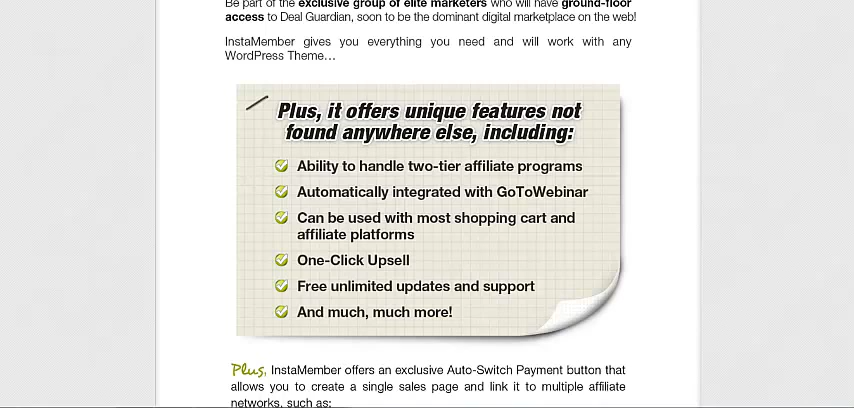 Be part of the exclusive group of elite marketers who will have ground-floor
access to Deal Guardian, soon to be the dominant digital marketplace on the web!
InstaMember gives you everything you need and will work with any
WordPress Theme…
Plus, it offers unique features not
found anywhere else, including:
Ability to handle two-tier affiliate programs
Automatically integrated with GoToWebinar
Can be used with most shopping cart and
affiliate platforms
One-Click Upsell
Free unlimited updates and support
And much, much more!
Plus, InstaMember offers an exclusive Auto-Switch Payment button that
allows you to create a single sales page and link it to multiple affiliate
networks, such as: